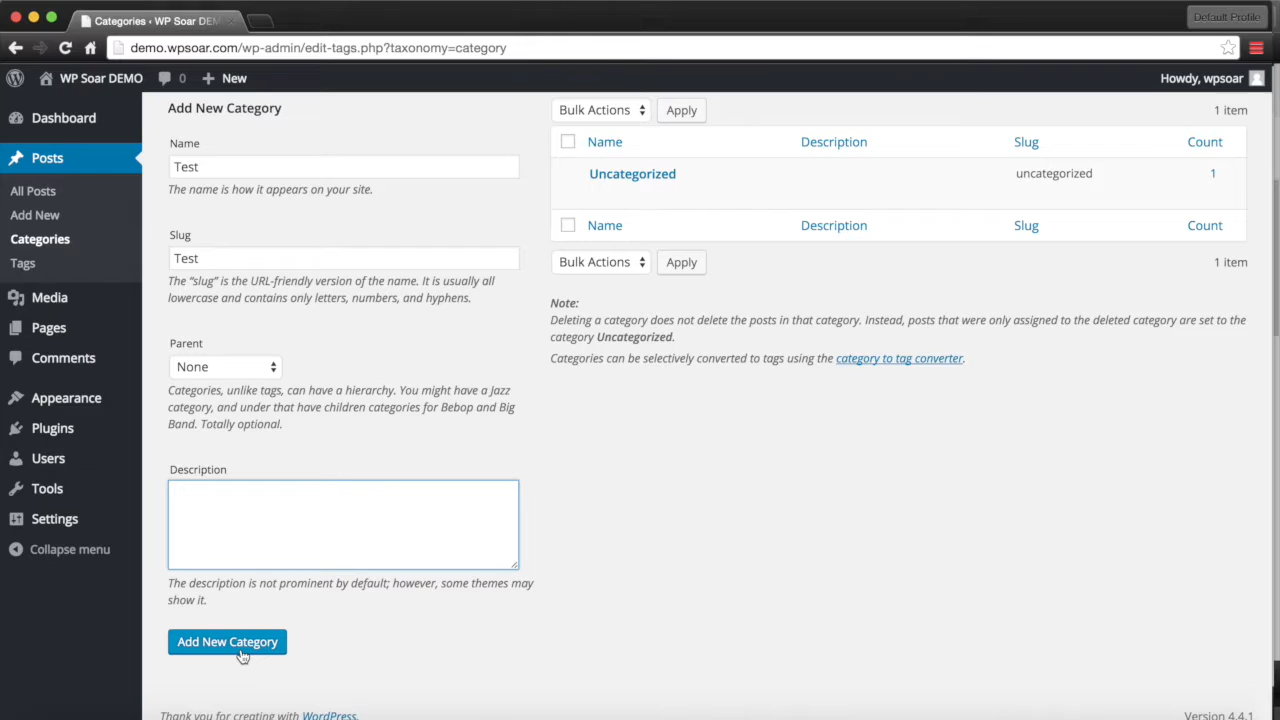 Categories ‹ WP Soar DEM
Default Profile
demo.wpsoar.com/wp-admin/edit-tags.php?taxonomy=category
WP Soar DEMO 0 New
Howdy, wpsoar
Dashboard
Posts
All Posts
Add New
Categories
Tags
Media
Pages
Comments
Appearance
Plugins
Users
Tools
Settings
Collapse menu
Add New Category
Name
Test
The name is how it appears on your site.
Slug
Test
The “slug” is the URL-friendly version of the name. It is usually all
lowercase and contains only letters, numbers, and hyphens.
Parent
None
Categories, unlike tags, can have a hierarchy. You might have a Jazz
category, and under that have children categories for Bebop and Big
Band. Totally optional.
Description
The description is not prominent by default; however, some themes may
show it.
Add New Category
Bulk Actions Apply 1 item
Name Description Slug Count
Uncategorized uncategorized 1
Name Description Slug Count
Bulk Actions Apply 1 item
Note:
Deleting a category does not delete the posts in that category. Instead, posts that were only assigned to the deleted category are set to the
category Uncategorized.
Categories can be selectively converted to tags using the category to tag converter.
Thank you for creating with WordPress.
Version 4.4.1